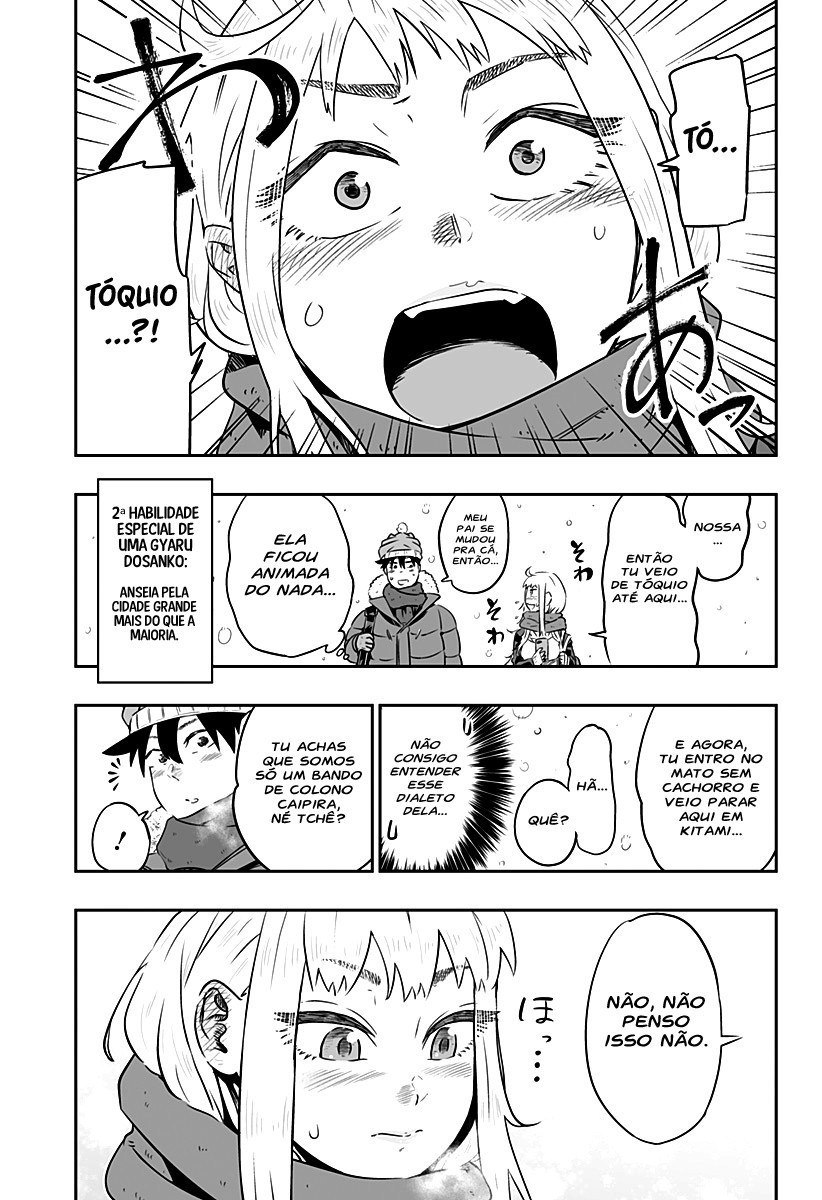 TÓ...
わ
あっ
TÓQUIO
...?!
NOSSA
...
ENTÃO
TU VEIO
DE TÓQUIO
ATÉ AQUI...
MEU
PAI SE
MUDOU
PRA CÁ,
ENTÃO...
そわ
そわ
ELA
FICOU
ANIMADA
DO NADA...
2ª HABILIDADE
ESPECIAL DE
UMA GYARU
DOSANKO:
ANSEIA PELA
CIDADE GRANDE
MAIS DO QUE A
MAIORIA.
E AGORA,
TU ENTRO NO
MATO SEM
CACHORRO E
VEIO PARAR
AQUI EM
KITAMI...
HÃ...
QUÊ?
NÃO
CONSIGO
ENTENDER
ESSE
DIALETO
DELA...
TU ACHAS
QUE SOMOS
SÓ UM BANDO
DE COLONO
CAIPIRA,
NÉ TCHÊ?
!
NÃO, NÃO
PENSO
ISSO NÃO.
ほっ...